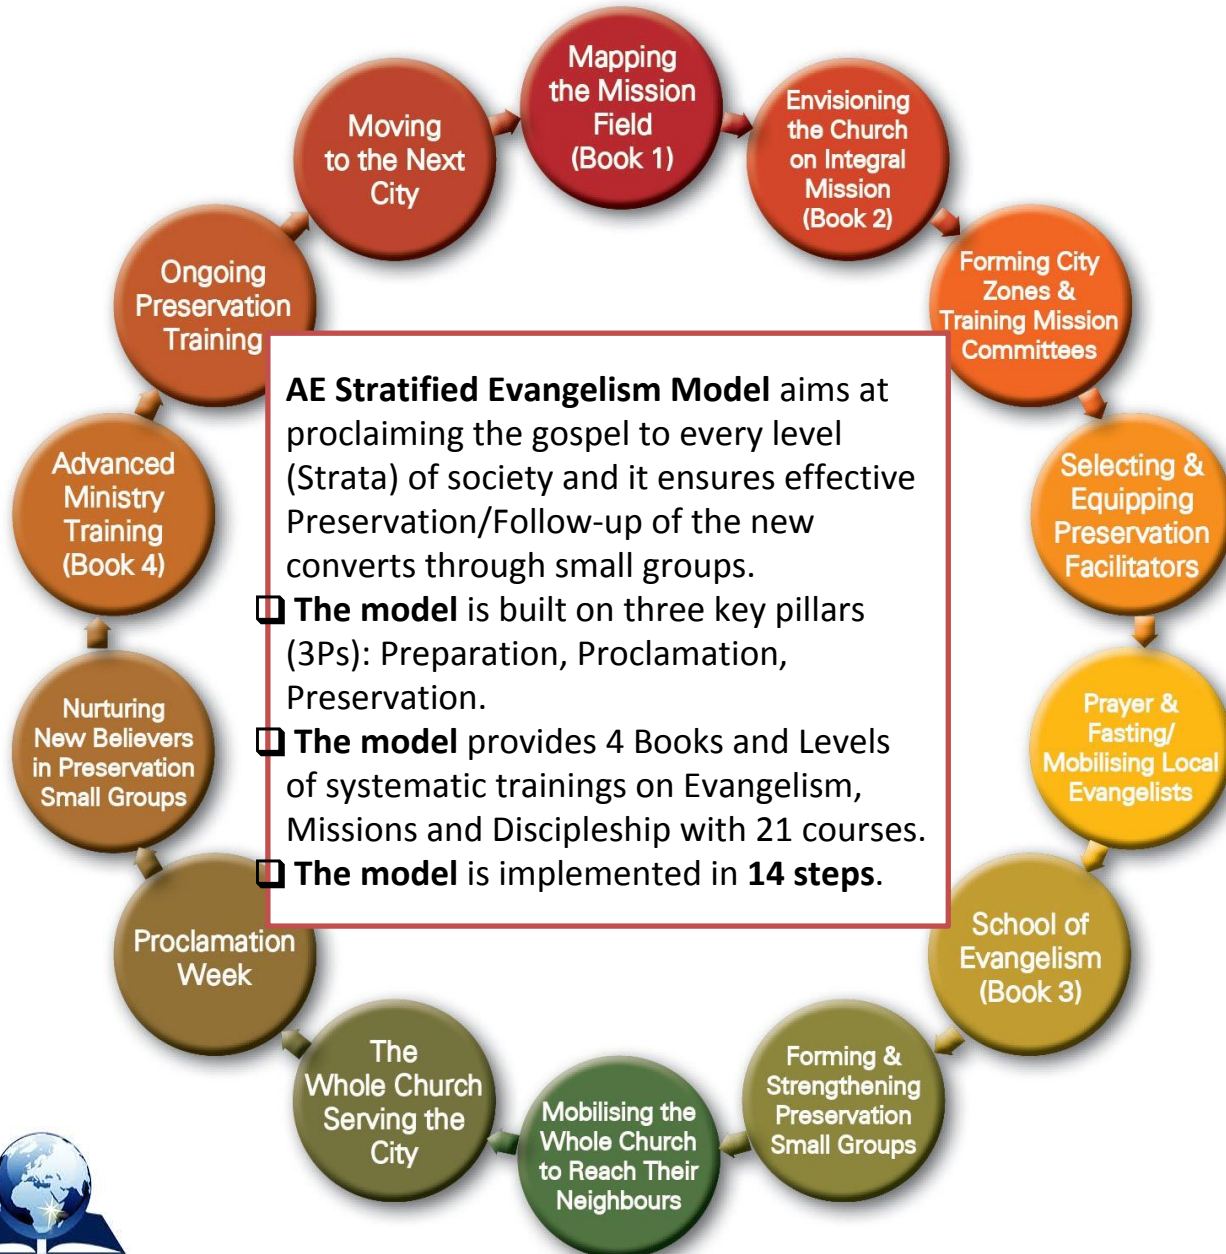 Mapping
the Mission
Field
(Book 1)
Envisioning
the Church
on Integral
Mission
(Book 2)
Forming City
Zones &
Training Mission
Committees
Selecting &
Equipping
Preservation
Facilitators
Prayer &
Fasting/
Mobilising Local
Evangelists
School of
Evangelism
(Book 3)
Forming &
Strengthening
Preservation
Small Groups
Mobilising the
Whole Church
to Reach Their
Neighbours
The
Whole Church
Serving the
City
Proclamation
Week
Nurturing
New Believers
in Preservation
Small Groups
Advanced
Ministry
Training
(Book 4)
Ongoing
Preservation
Training
Moving
to the Next
City
AE Stratified Evangelism Model aims at
proclaiming the gospel to every level
(Strata) of society and it ensures effective
Preservation/Follow-up of the new
converts through small groups.
❑ The model is built on three key pillars
(3Ps): Preparation, Proclamation,
Preservation.
❑ The model provides 4 Books and Levels
of systematic trainings on Evangelism,
Missions and Discipleship with 21 courses.
❑ The model is implemented in 14 steps.